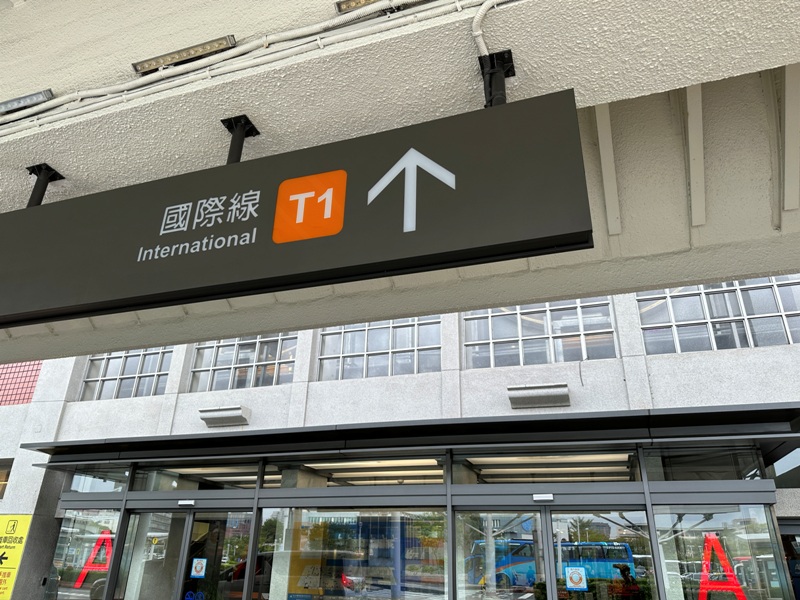 國際線
International
T1
A
A